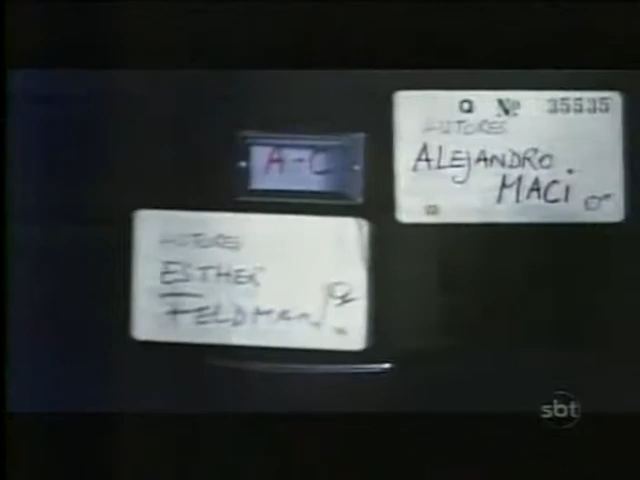 Q Nº 35535
AUTORES
ALEJANDRO
MACI
A-C
AUTORES
ESTHER
FELDMAN
sbt